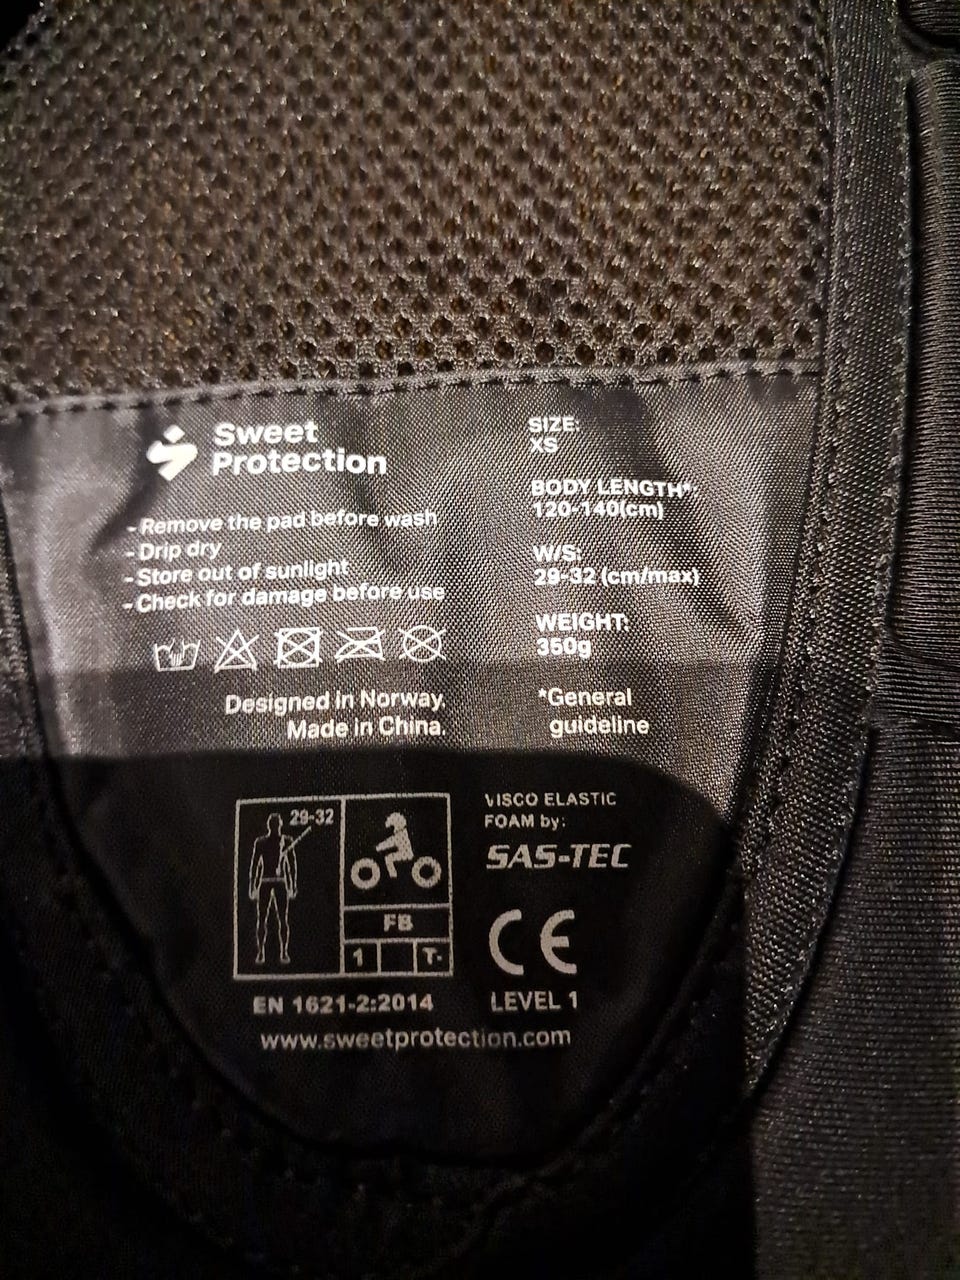 Sweet
Protection
- Remove the pad before wash
- Drip dry
- Store out of sunlight
- Check for damage before use
Designed in Norway.
Made in China.
SIZE:
XS
BODY LENGTH*:
120-140(cm)
W/S:
29-32 (cm/max)
WEIGHT:
350g
*General
guideline
29-32
FB
1
T-
EN 1621-2:2014
VISCO ELASTIC
FOAM by:
SAS-TEC
CE
LEVEL 1
www.sweetprotection.com